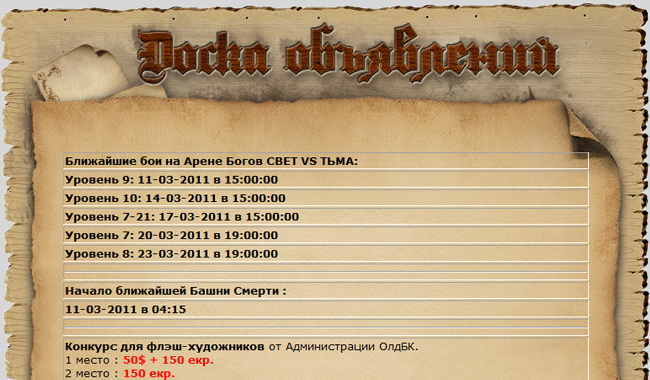 Доска объявлений
Ближайшие бои на Арене Богов СВЕТ VS ТЬМА:
Уровень 9: 11-03-2011 в 15:00:00
Уровень 10: 14-03-2011 в 15:00:00
Уровень 7-21: 17-03-2011 в 15:00:00
Уровень 7: 20-03-2011 в 19:00:00
Уровень 8: 23-03-2011 в 19:00:00
Начало ближайшей Башни Смерти :
11-03-2011 в 04:15
Конкурс для флэш-художников от Администрации ОлдБК.
1 место : 50$ + 150 екр.
2 место : 150 екр.